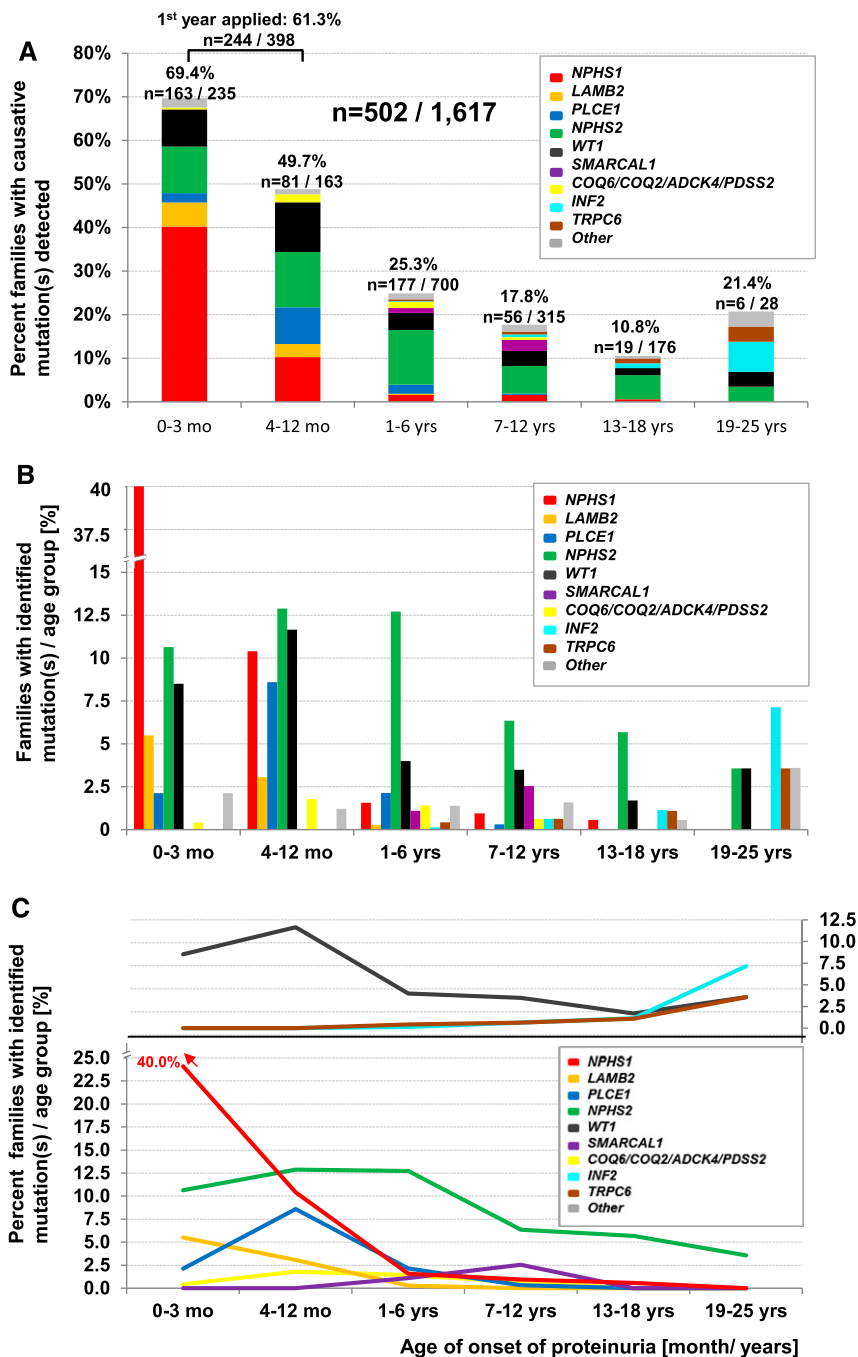 1st year applied: 61.3%
n=244 / 398
A
Percent families with causative
mutation(s) detected
80%
70%
60%
50%
40%
30%
20%
10%
0%
69.4%
n=163 / 235
49.7%
n=81 / 163
25.3%
n=177 / 700
17.8%
n=56 / 315
10.8%
n=19 / 176
21.4%
n=6 / 28
n=502 / 1,617
NPHS1
LAMB2
PLCE1
NPHS2
WT1
SMARCAL1
COQ6/COQ2/ADCK4/PDSS2
INF2
TRPC6
Other
0-3 mo
4-12 mo
1-6 yrs
7-12 yrs
13-18 yrs
19-25 yrs
B
Families with identified
mutation(s) / age group [%]
40
37.5
15
12.5
10
7.5
5
2.5
0
NPHS1
LAMB2
PLCE1
NPHS2
WT1
SMARCAL1
COQ6/COQ2/ADCK4/PDSS2
INF2
TRPC6
Other
0-3 mo
4-12 mo
1-6 yrs
7-12 yrs
13-18 yrs
19-25 yrs
C
Percent families with identified
mutation(s) / age group [%]
12.5
10.0
7.5
5.0
2.5
0.0
25.0
22.5
20.0
17.5
15.0
12.5
10.0
7.5
5.0
2.5
0.0
40.0%
NPHS1
LAMB2
PLCE1
NPHS2
WT1
SMARCAL1
COQ6/COQ2/ADCK4/PDSS2
INF2
TRPC6
Other
0-3 mo
4-12 mo
1-6 yrs
7-12 yrs
13-18 yrs
19-25 yrs
Age of onset of proteinuria [month/ years]